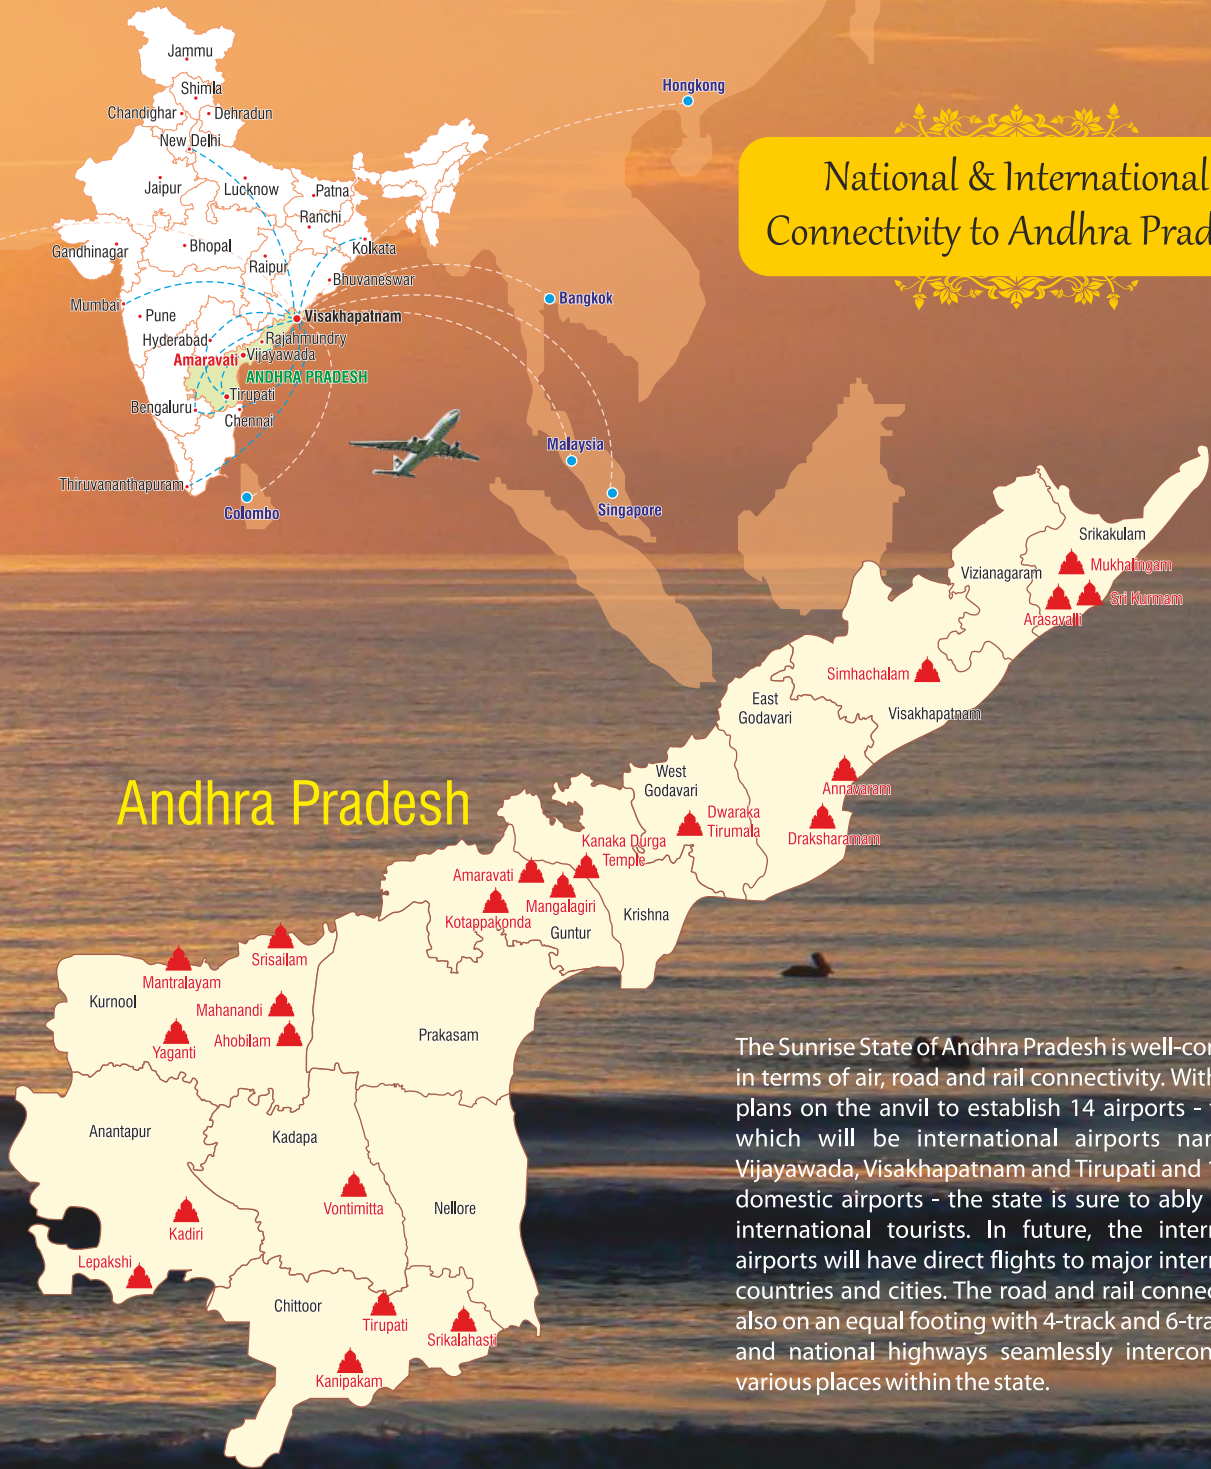 Jammu
Shimla
Chandighar
Dehradun
New Delhi
Jaipur
Lucknow
Patna
Ranchi
Gandhinagar
Bhopal
Kolkata
Raipur
Bhuvaneswar
Mumbai
Pune
Visakhapatnam
Hyderabad
Rajahmundry
Amaravati
Vijayawada
ANDHRA PRADESH
Tirupati
Bengaluru
Chennai
Thiruvananthapuram
Colombo
Hongkong
Bangkok
Malaysia
Singapore
National & International
Connectivity to Andhra Prad
Andhra Pradesh
Srikakulam
Mukhalingam
Vizianagaram
Sri Kurmam
Arasavalli
Simhachalam
East
Godavari
Visakhapatnam
West
Godavari
Annavaram
Dwaraka
Tirumala
Draksharamam
Kanaka Durga
Temple
Amaravati
Mangalagiri
Kotappakonda
Krishna
Guntur
Srisailam
Mantralayam
Kurnool
Mahanandi
Ahobilam
Yaganti
Prakasam
Anantapur
Kadapa
Vontimitta
Nellore
Kadiri
Lepakshi
Chittoor
Tirupati
Srikalahasti
Kanipakam
The Sunrise State of Andhra Pradesh is well-con
in terms of air, road and rail connectivity. With
plans on the anvil to establish 14 airports -
which will be international airports nar
Vijayawada, Visakhapatnam and Tirupati and
domestic airports - the state is sure to ably
international tourists. In future, the intern
airports will have direct flights to major intern
countries and cities. The road and rail connec
also on an equal footing with 4-track and 6-tra
and national highways seamlessly intercon
various places within the state.